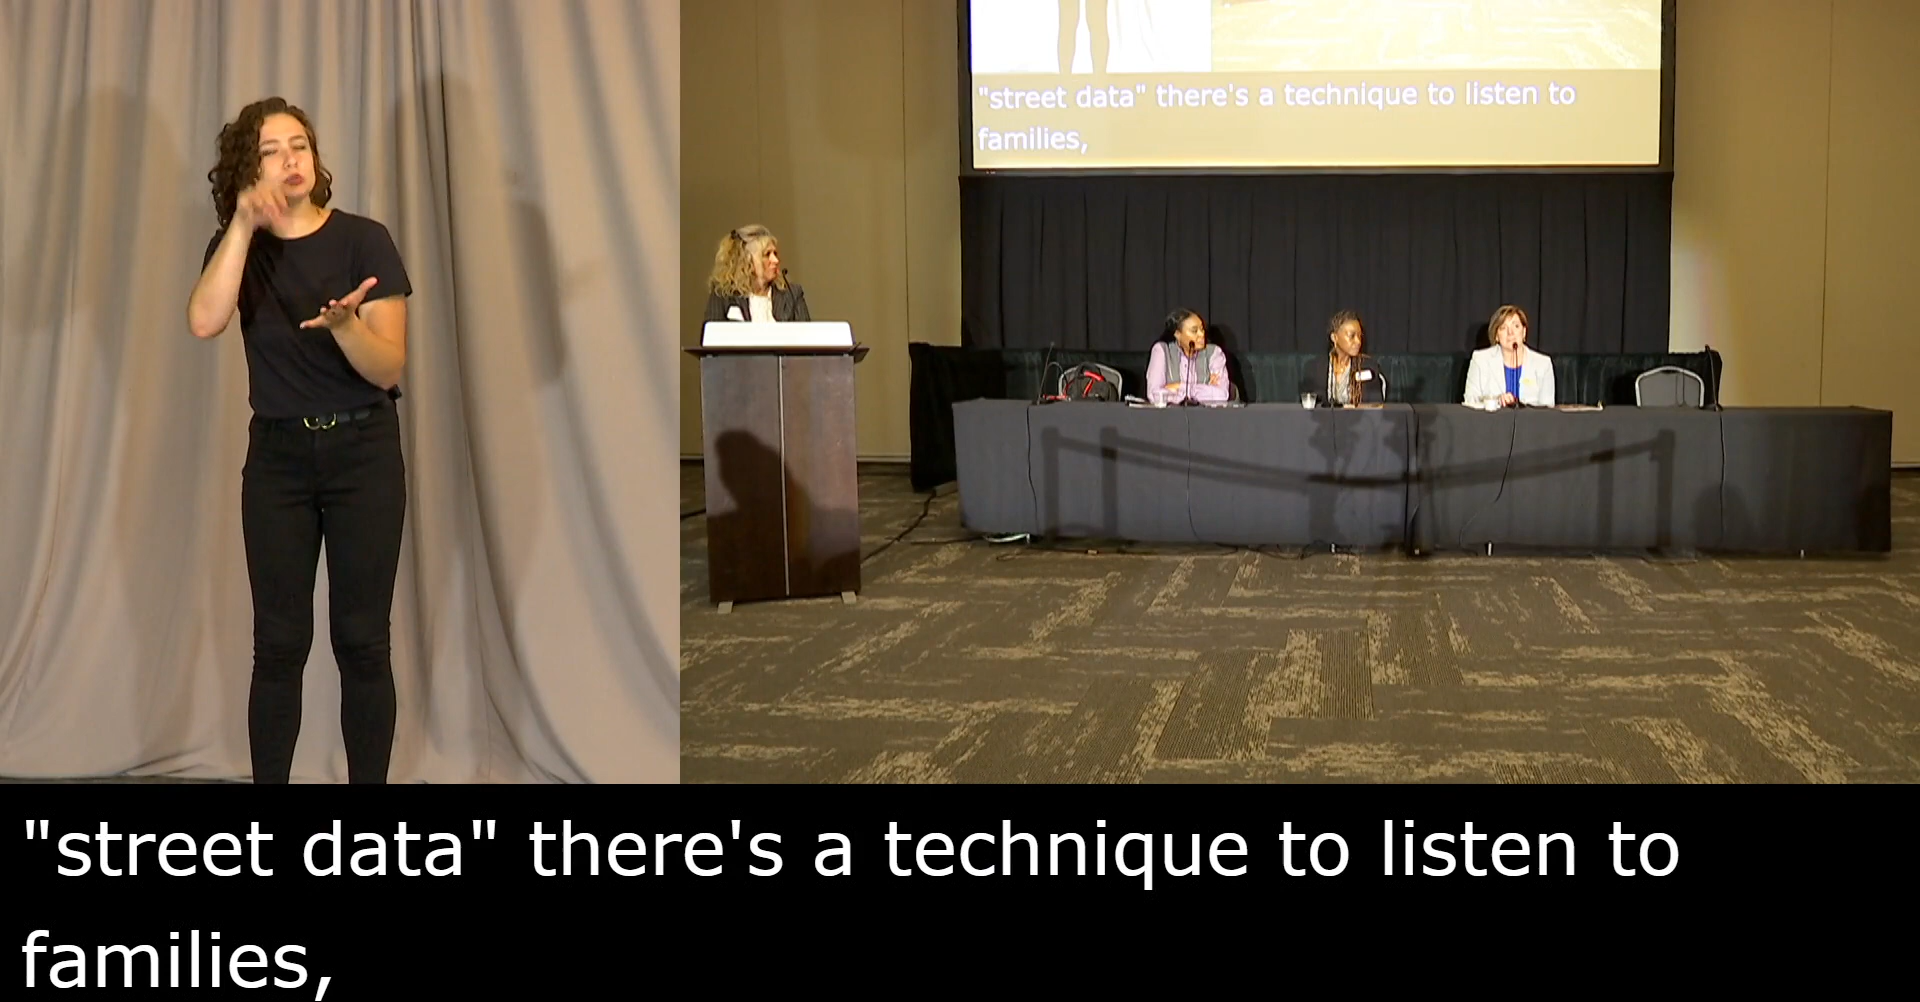 "street data" there's a technique to listen to
families,
"street data" there's a technique to listen to
families,